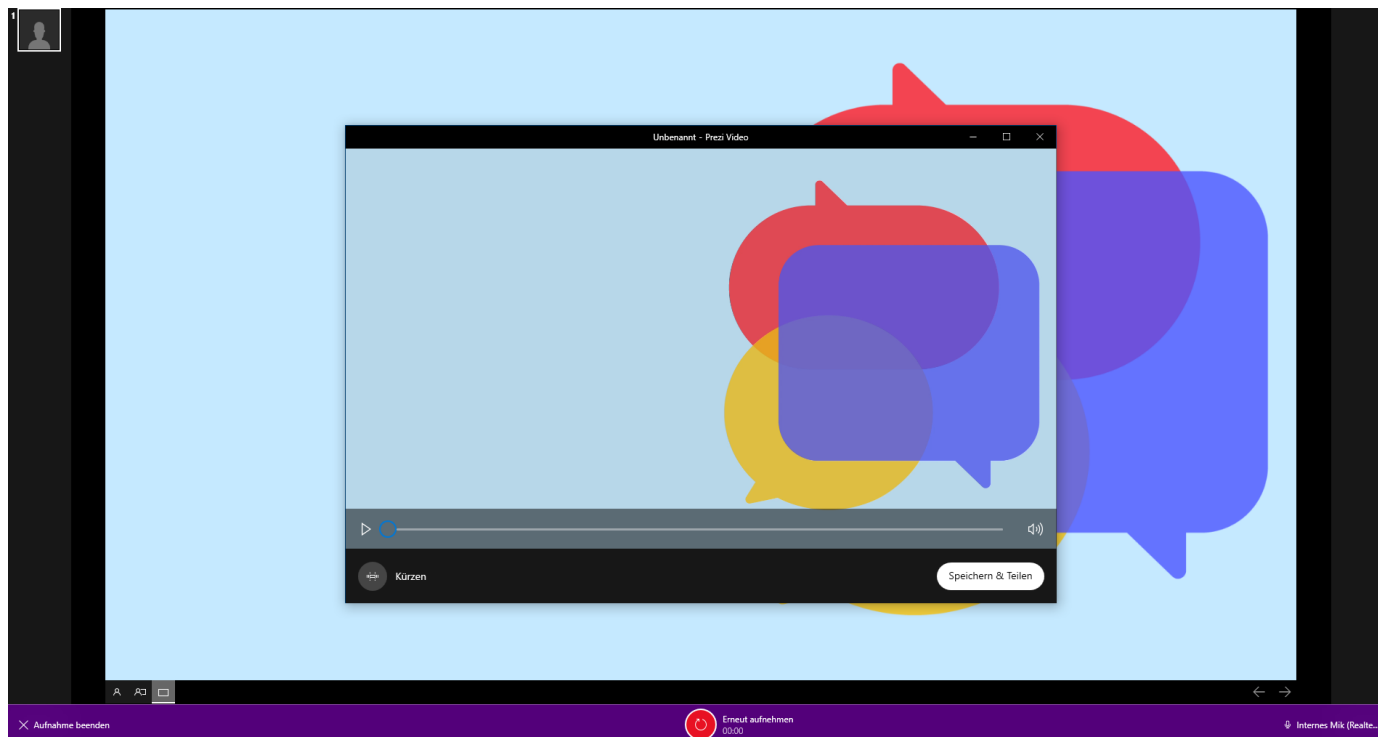 1
Unbenannt - Prezi Video
Kürzen
Speichern & Teilen
Aufnahme beenden
Erneut aufnehmen
00:00
Internes Mik (Realte...